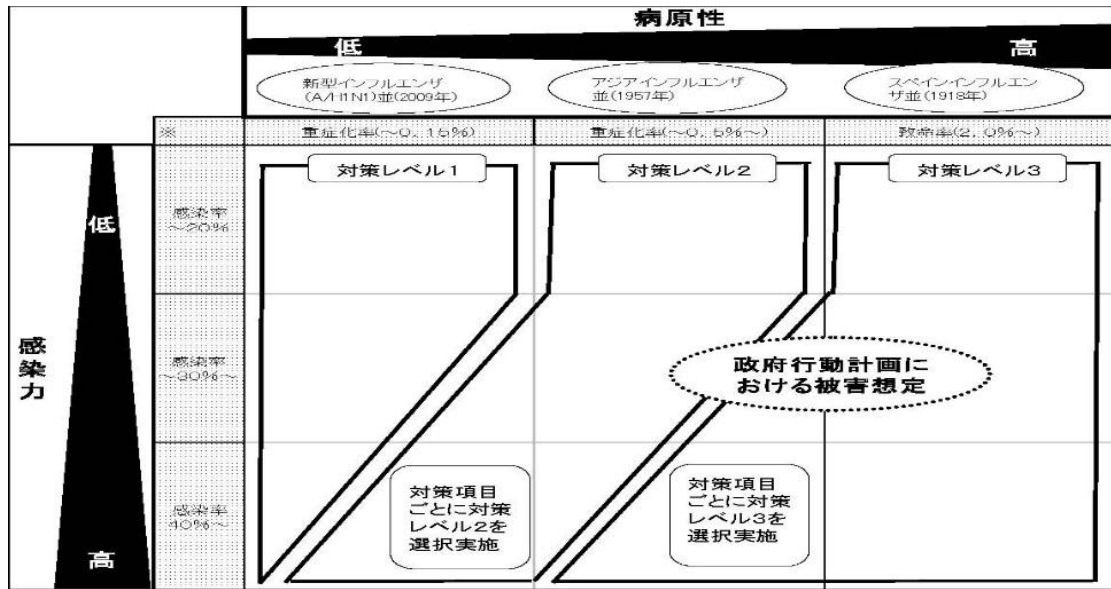 病原性
低
高
新型インフルエンザ
(A/H1N1)並(2009年)
アジアインフルエンザ
並(1957年)
スペインインフルエン
ザ並(1918年)
※
重症化率(～0.15%)
重症化率(～0.5%～)
致命率(2.0%～)
対策レベル1
対策レベル2
対策レベル3
低
感染率
～20%
感染力
感染率
～30%～
政府行動計画に
おける被害想定
感染率
40%～
高
対策項目
ごとに対策
レベル2を
選択実施
対策項目
ごとに対策
レベル3を
選択実施